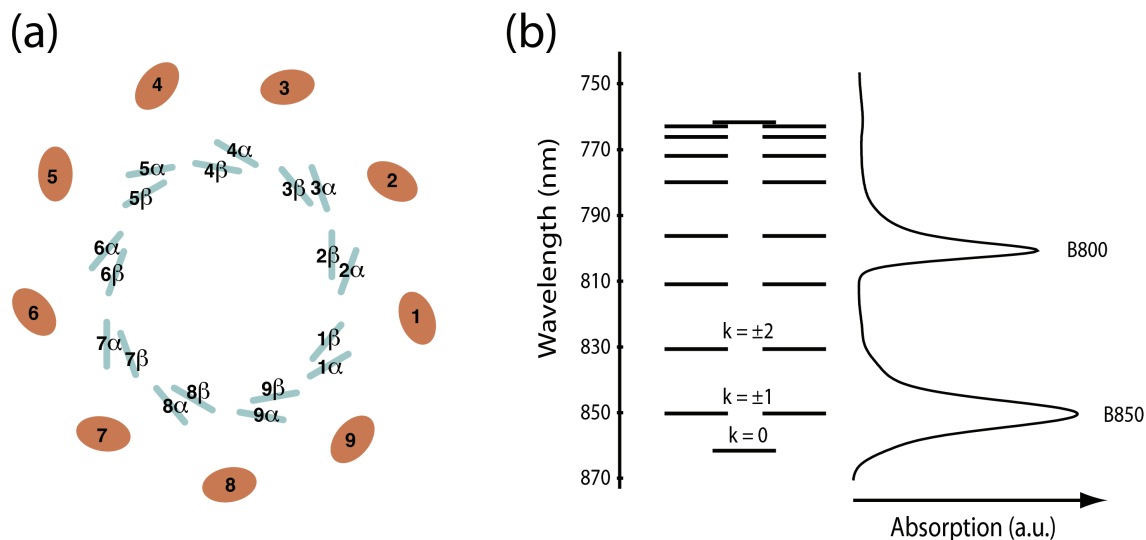 (a)
4
3
4α
5α
4β
5
2
5β
3β
3α
6α
2β
6β
2α
6
1
1β
7α
7β
1α
8β
9β
8α
9α
7
9
8
(b)
Wavelength (nm)
750
770
790
810
830
850
870
k = ±2
k = ±1
k = 0
B800
B850
Absorption (a.u.)